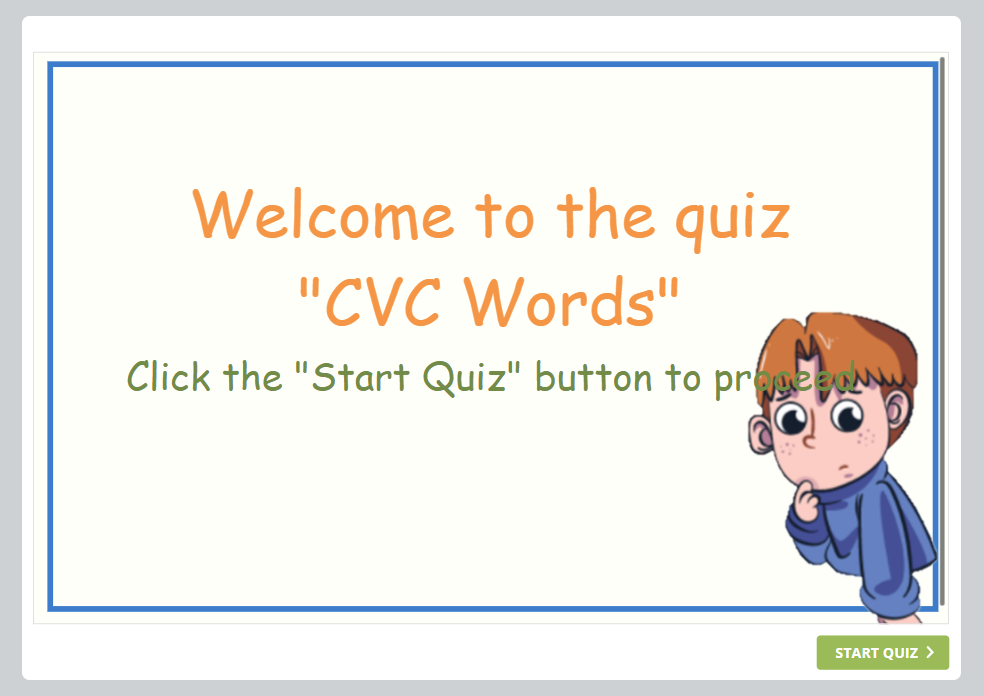 Welcome to the quiz
"CVC Words"
Click the "Start Quiz" button to proceed
START QUIZ